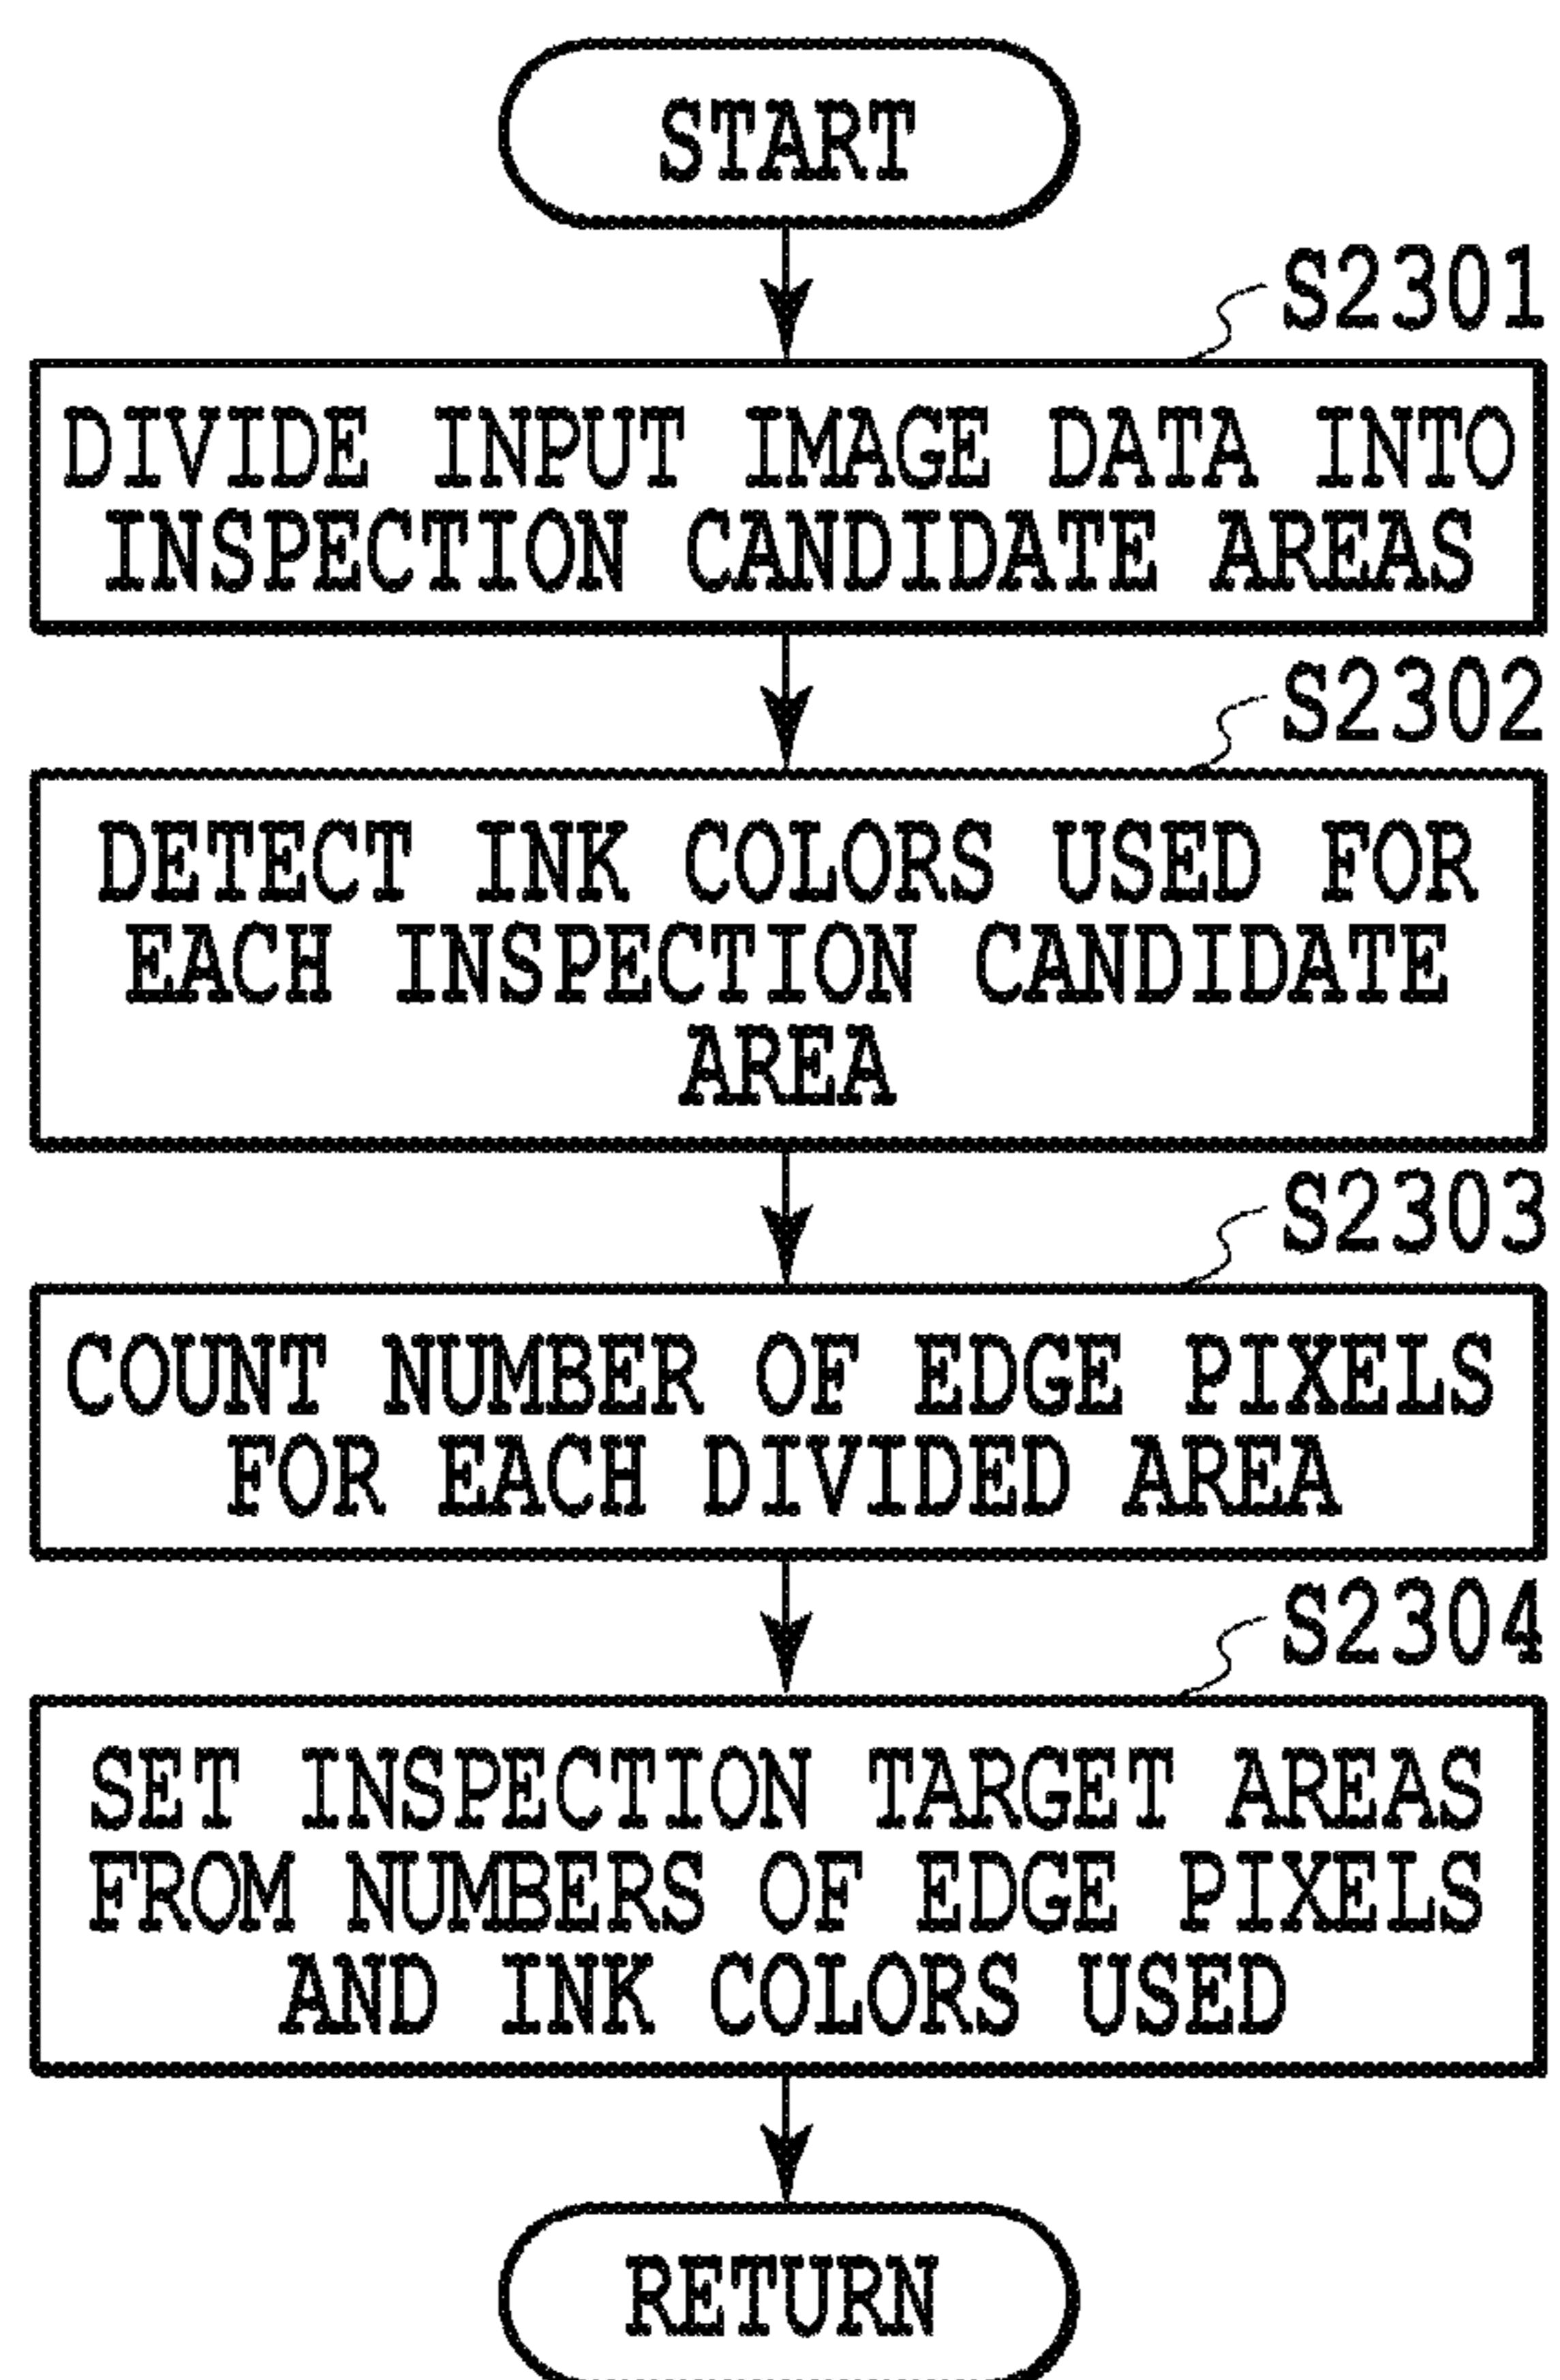 START
S2301
DIVIDE INPUT IMAGE DATA INTO
INSPECTION CANDIDATE AREAS
S2302
DETECT INK COLORS USED FOR
EACH INSPECTION CANDIDATE
AREA
S2303
COUNT NUMBER OF EDGE PIXELS
FOR EACH DIVIDED AREA
S2304
SET INSPECTION TARGET AREAS
FROM NUMBERS OF EDGE PIXELS
AND INK COLORS USED
RETURN